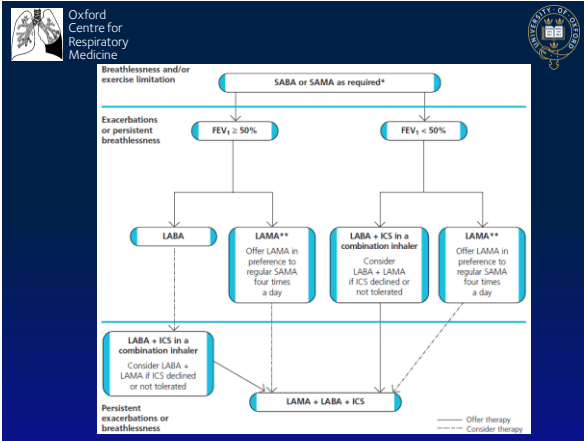 Oxford
Centre for
Respiratory
Medicine
UNIVERSITY OF OXFORD
Breathlessness and/or
exercise limitation
SABA or SAMA as required*
Exacerbations
or persistent
breathlessness
FEV₁ ≥ 50%
FEV₁ < 50%
LABA
LAMA**
Offer LAMA in
preference to
regular SAMA
four times
a day
LABA + ICS in a
combination inhaler
Consider
LABA + LAMA
if ICS declined or
not tolerated
LAMA**
Offer LAMA in
preference to
regular SAMA
four times
a day
LABA + ICS in a
combination inhaler
Consider LABA +
LAMA if ICS declined
or not tolerated
LAMA + LABA + ICS
Persistent
exacerbations or
breathlessness
Offer therapy
Consider therapy